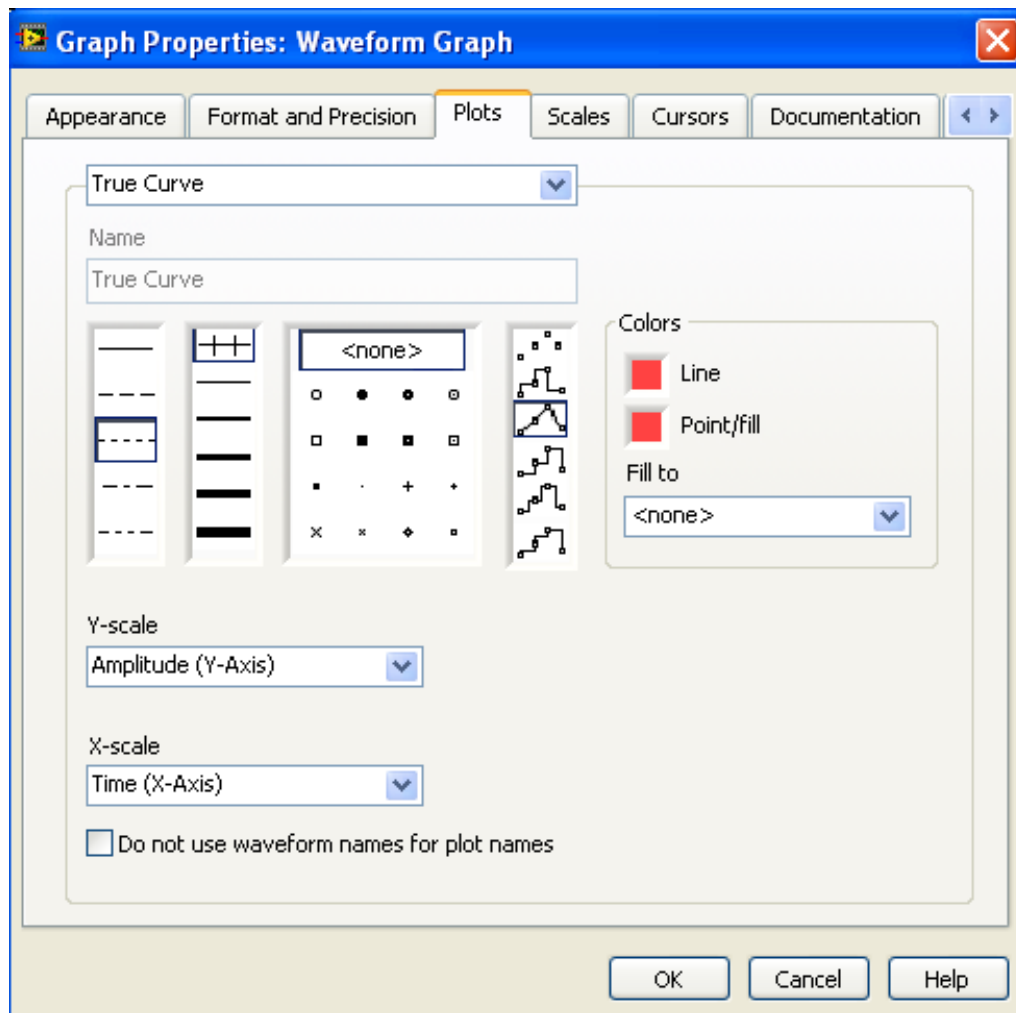 Graph Properties: Waveform Graph
Appearance Format and Precision Plots Scales Cursors Documentation
True Curve
Name
True Curve
<none>
Colors
Line
Point/fill
Fill to
<none>
Y-scale
Amplitude (Y-Axis)
X-scale
Time (X-Axis)
Do not use waveform names for plot names
OK Cancel Help